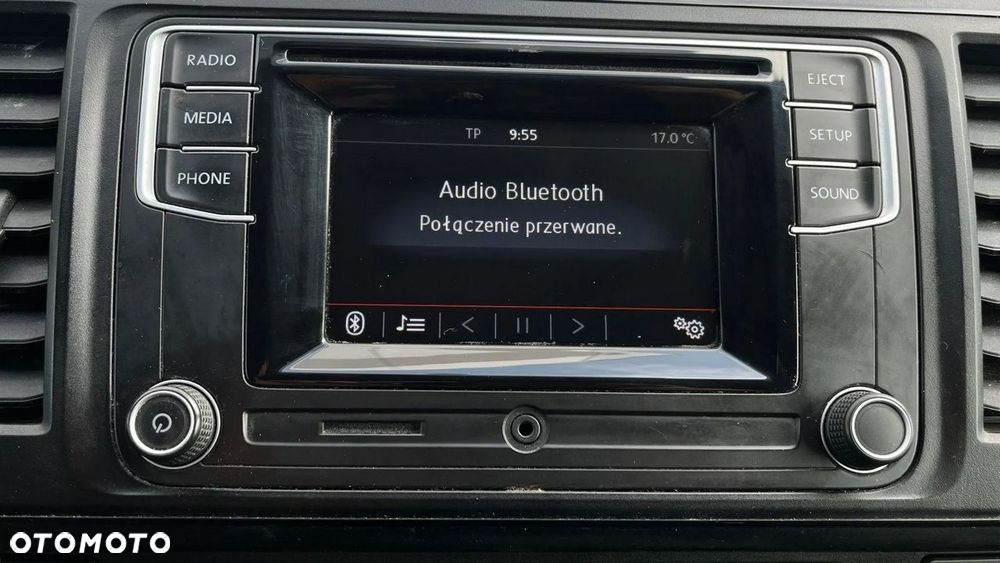 RADIO
MEDIA
PHONE
EJECT
SETUP
SOUND
TP 9:55 17.0 °C
Audio Bluetooth
Połączenie przerwane.
OTOMOTO